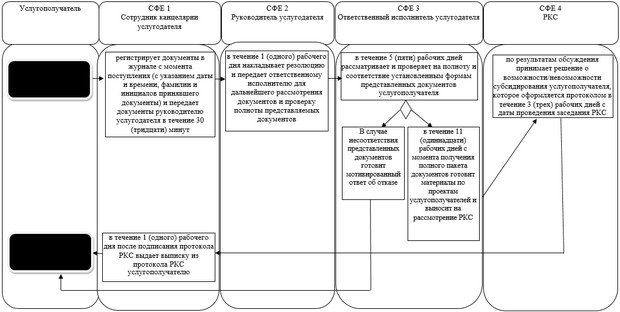 Услугополучатель
СФЕ 1
Сотрудник канцелярии
услугодателя
СФЕ 2
Руководитель услугодателя
СФЕ 3
Ответственный исполнитель услугодателя
СФЕ 4
РКС
регистрирует документы в
журнале с момента
поступления (с указанием даты
и времени, фамилии и
инициалов принявшего
документы) и передает
документы руководителю
услугодателя в течение 30
(тридцати) минут
в течение 1 (одного) рабочего
дня накладывает резолюцию
и передает ответственному
исполнителю для
дальнейшего рассмотрения
документов и проверку
полноты представляемых
документов
в течение 5 (пяти) рабочих дней
рассматривает и проверяет на полноту и
соответствие установленным формам
представленных документов
услугополучателя
по результатам обсуждения
принимает решение о
возможности/невозможности
субсидирования услугополучателя,
которое оформляется протоколом в
течение 3 (трех) рабочих дней с
даты проведения заседания РКС
В случае
несоответствия
представленных
документов
готовит
мотивированный
ответ об отказе
в течение 11
(одиннадцати)
рабочих дней с
момента получения
полного пакета
документов готовит
материалы по
проектам
услугополучателей и
выносит на
рассмотрение РКС
в течение 1 (одного) рабочего
дня после подписания протокола
РКС выдает выписку из
протокола РКС
услугополучателю